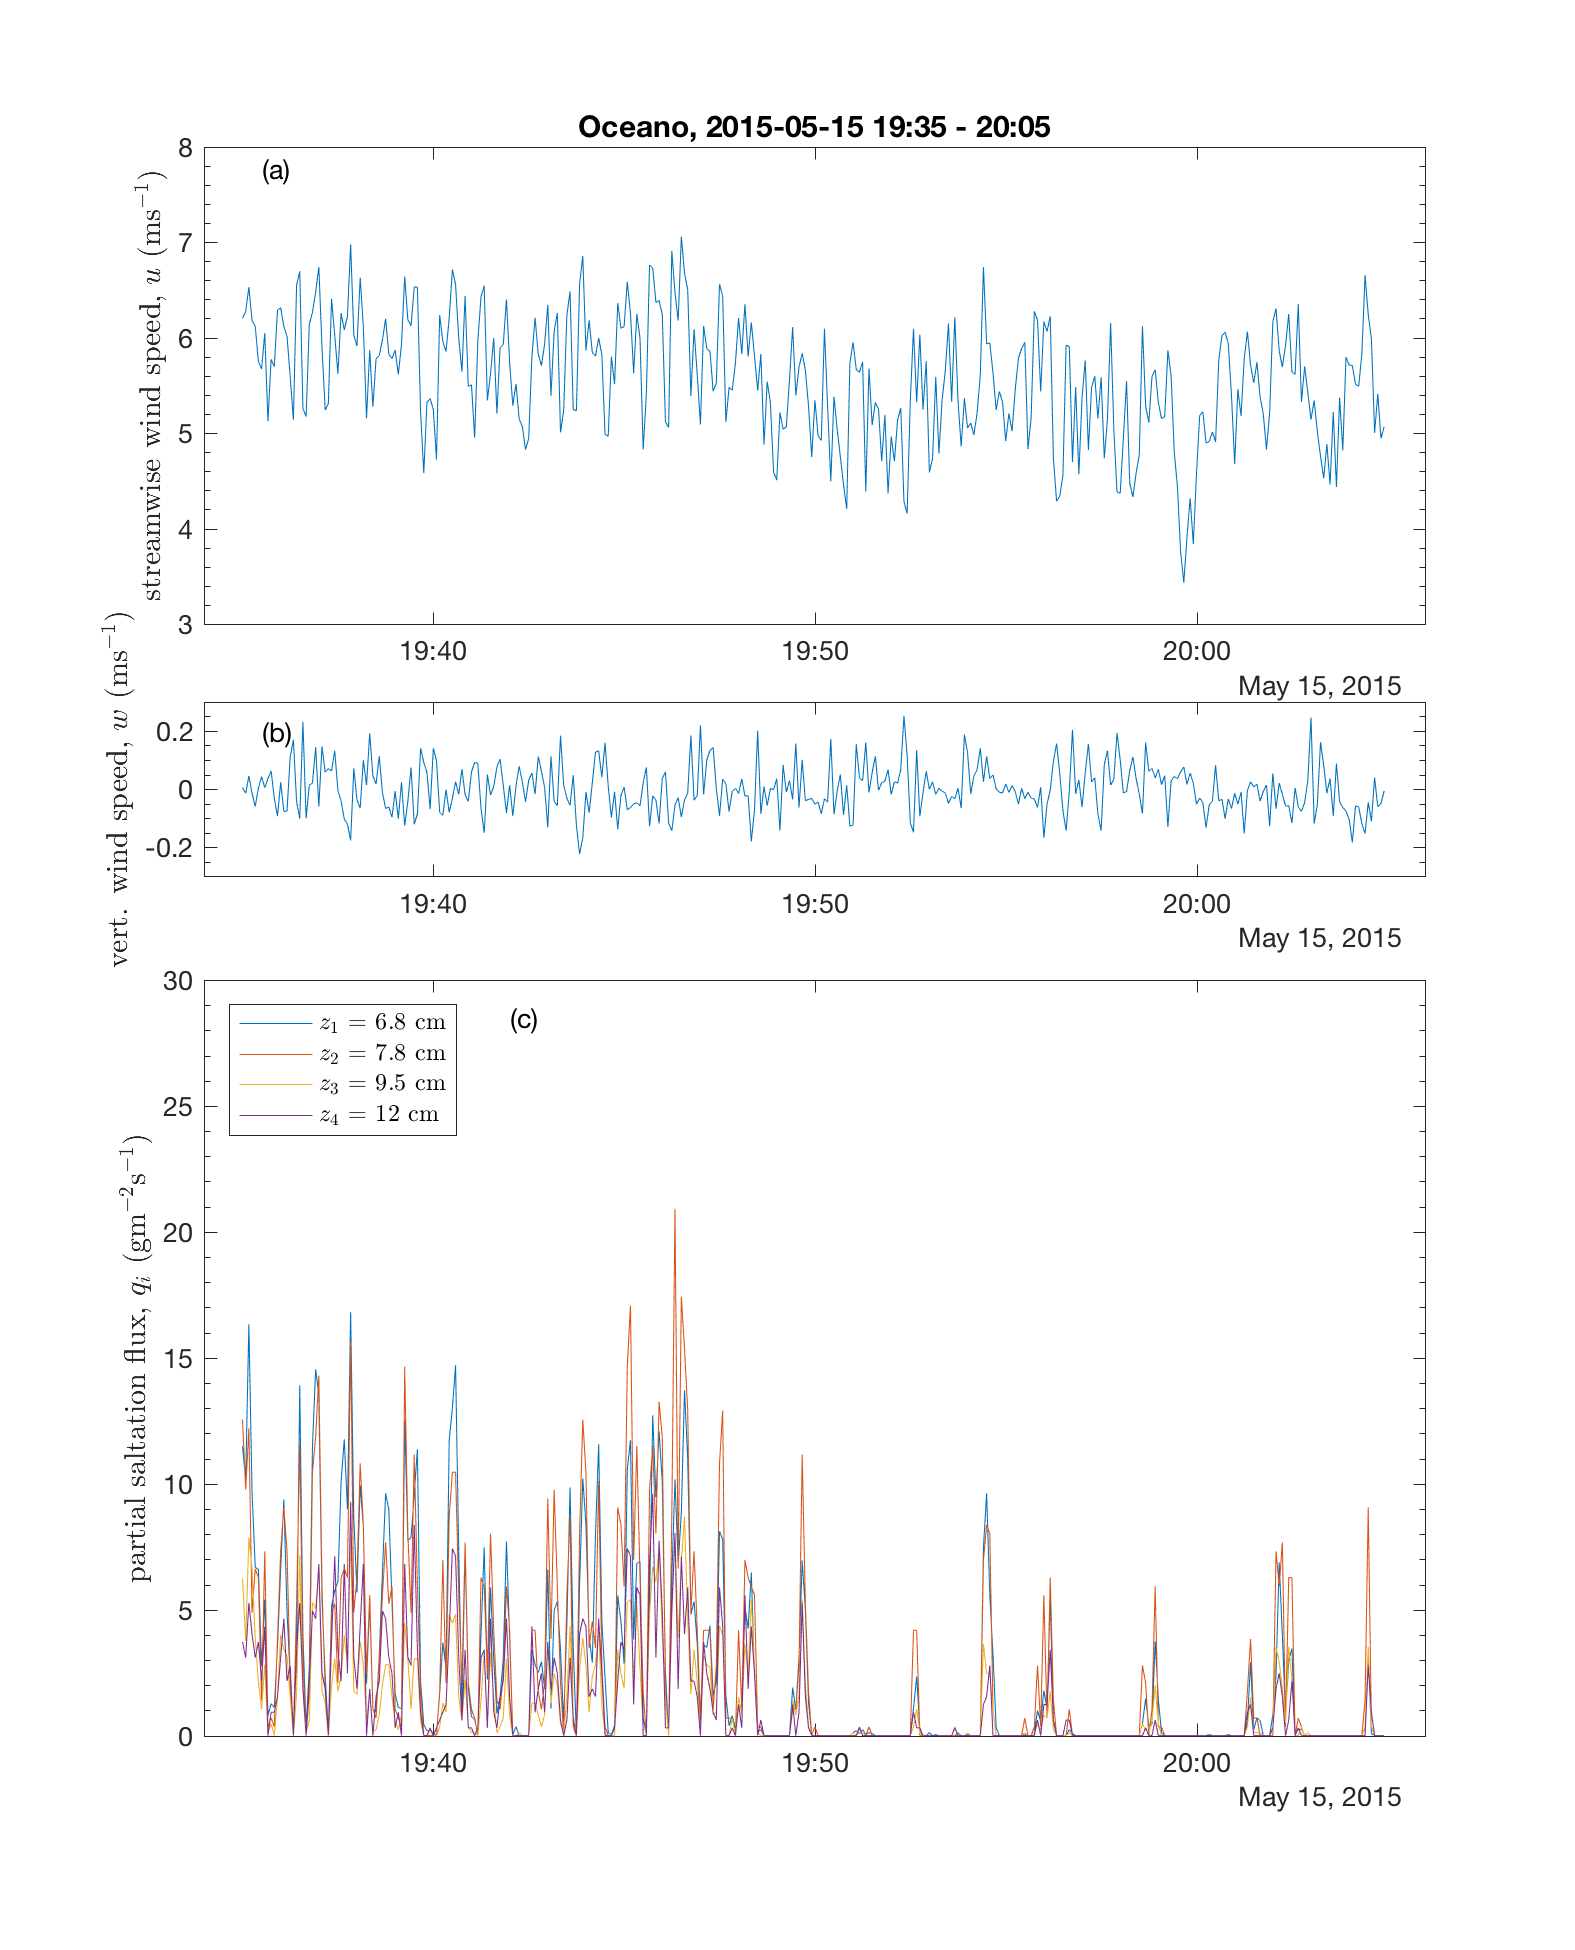 Oceano, 2015-05-15 19:35 - 20:05
(a)
streamwise wind speed, u (ms⁻¹)
8
7
6
5
4
3
19:40 19:50 20:00
May 15, 2015
(b)
vert. wind speed, w (ms⁻¹)
0.2
0
-0.2
19:40 19:50 20:00
May 15, 2015
(c)
partial saltation flux, qᵢ (gm⁻²s⁻¹)
30
25
20
15
10
5
0
z₁ = 6.8 cm
z₂ = 7.8 cm
z₃ = 9.5 cm
z₄ = 12 cm
19:40 19:50 20:00
May 15, 2015